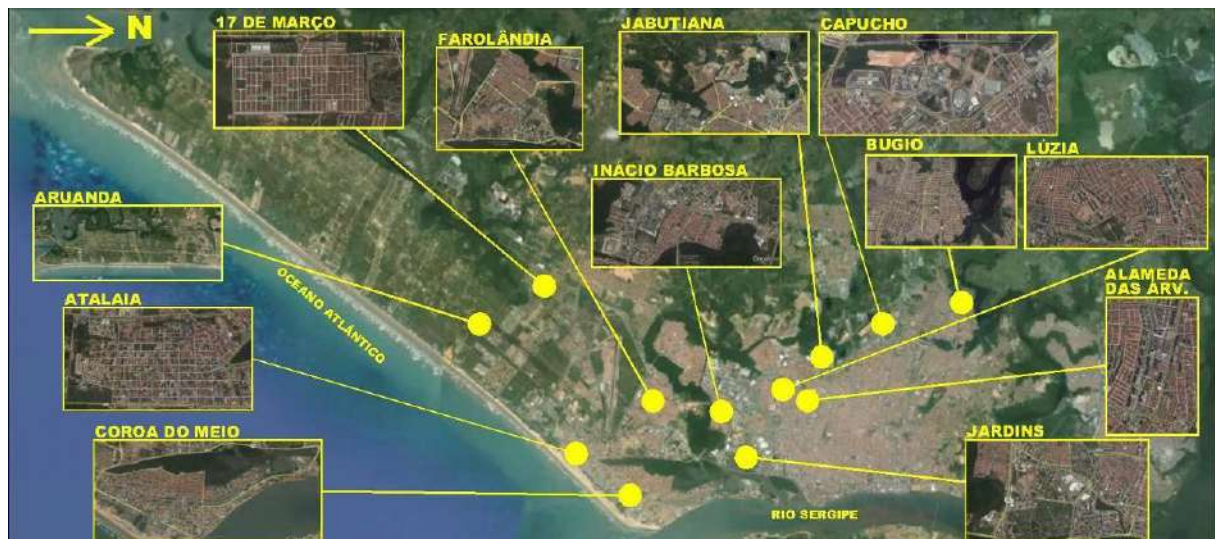 N
17 DE MARÇO
FAROLÂNDIA
JABUTIANA
CAPUCHO
BUGIO
LÚZIA
INÁCIO BARBOSA
ARUANDA
OCEANO ATLÂNTICO
ATALAIA
ALAMEDA
DAS ÁRV.
COROA DO MEIO
JARDINS
RIO SERGIPE